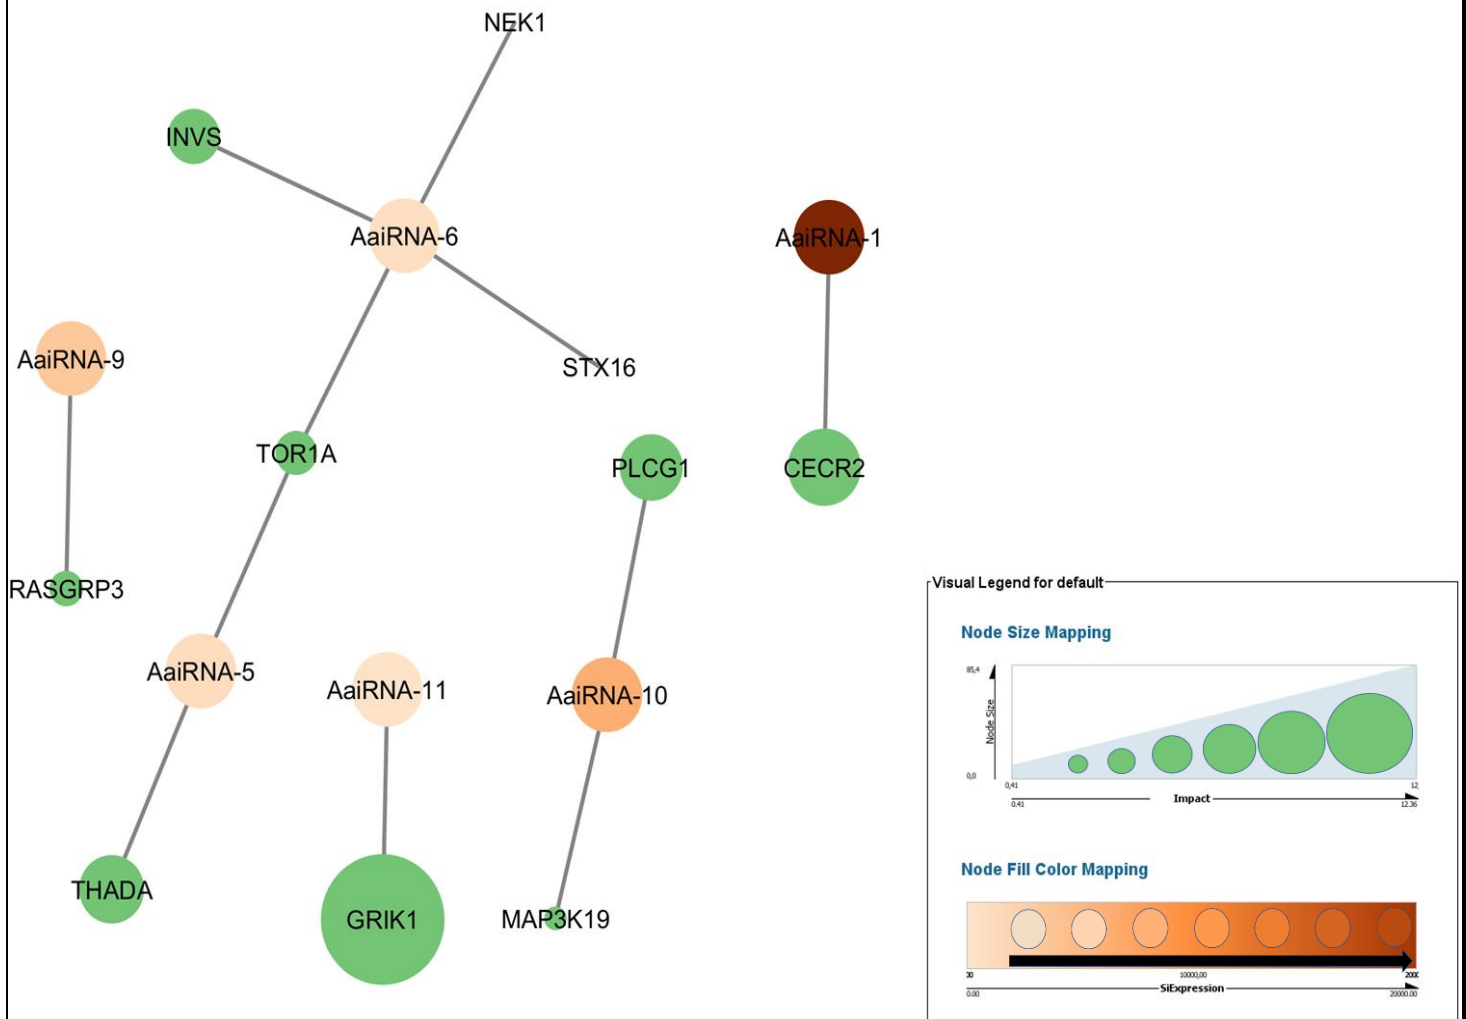 NEK1
INVS
AaiRNA-6
AaiRNA-1
AaiRNA-9
STX16
TOR1A
PLCG1
CECR2
RASGRP3
AaiRNA-5
AaiRNA-11
AaiRNA-10
THADA
GRIK1
MAP3K19
Visual Legend for default
Node Size Mapping
85,4
Node Size
0,0
0,41
12,
0.41
Impact
12.36
Node Fill Color Mapping
10000,00
0.00
SiExpression
20000.00